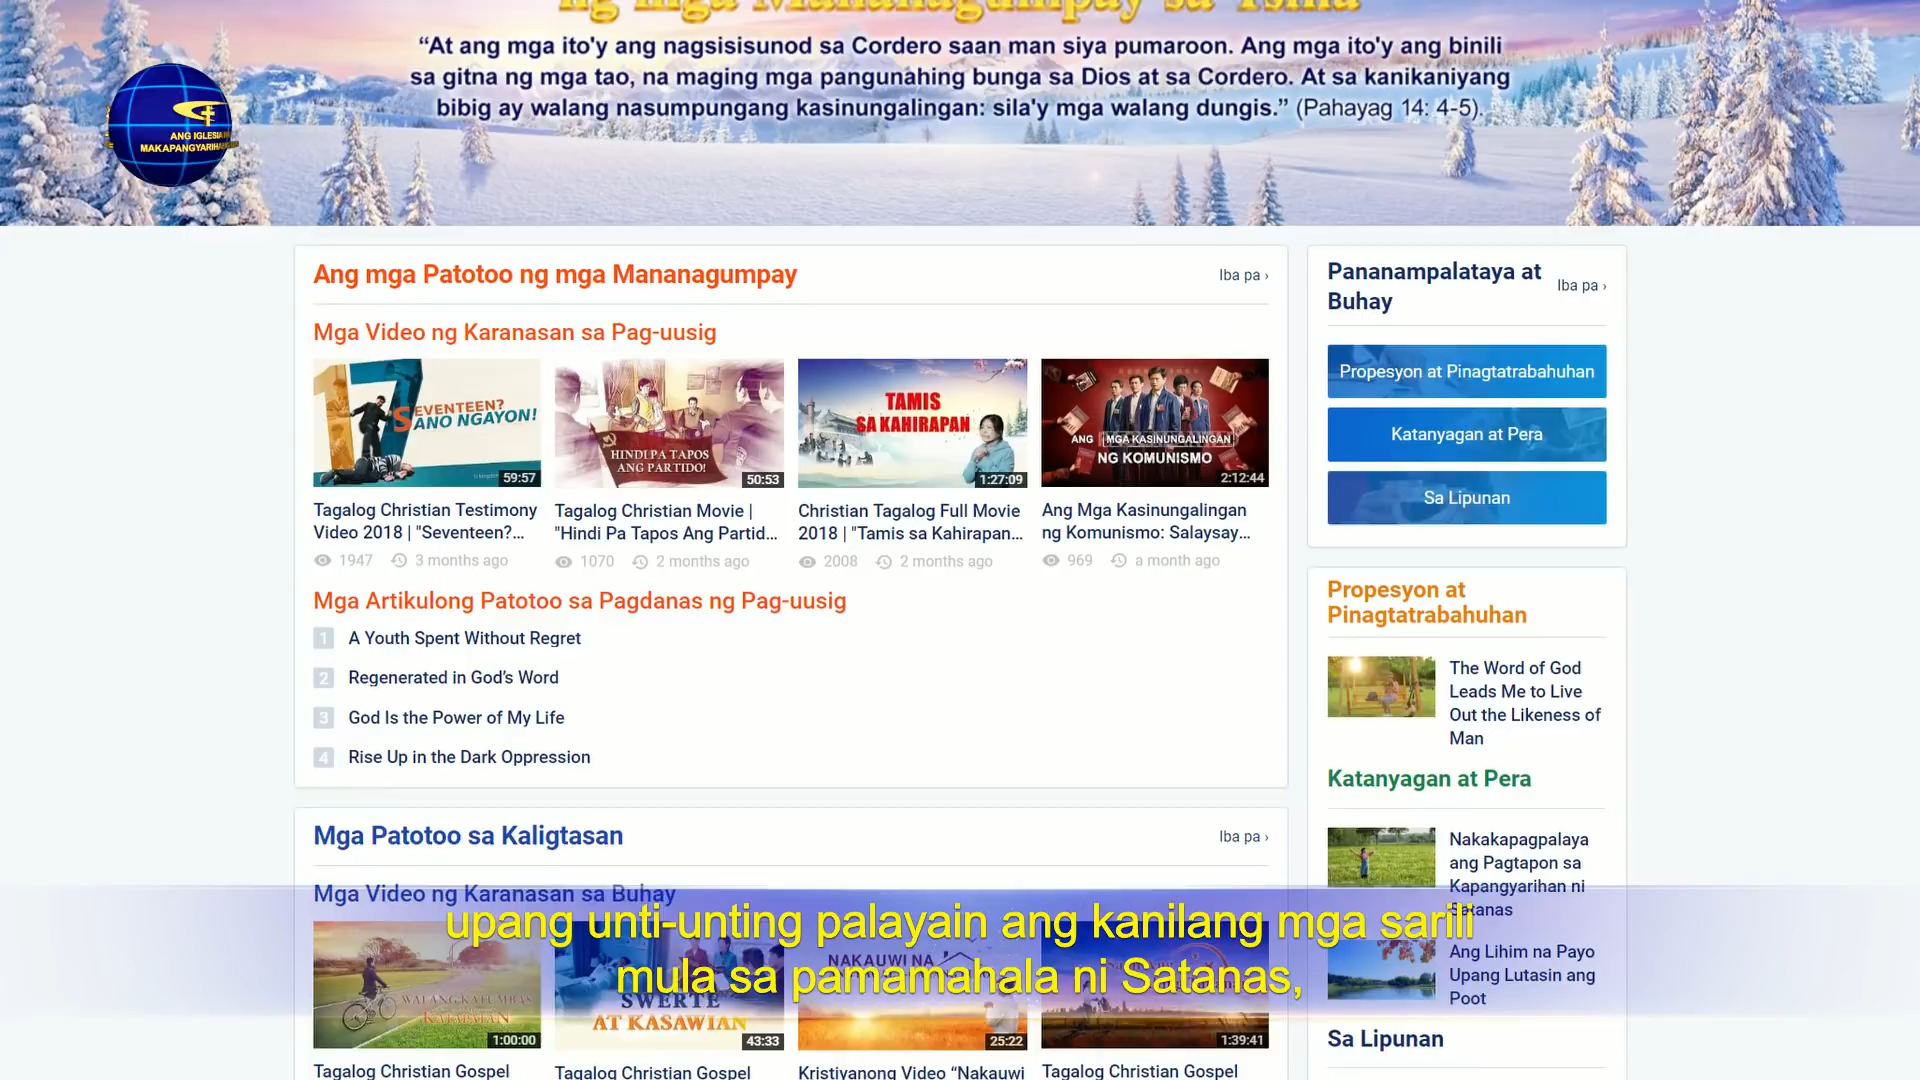 ng mga Mananagumpay sa Tsina
“At ang mga ito'y ang nagsisisunod sa Cordero saan man siya pumaroon. Ang mga ito'y ang binili
sa gitna ng mga tao, na maging mga pangunahing bunga sa Dios at sa Cordero. At sa kanikaniyang
bibig ay walang nasumpungang kasinungalingan: sila'y mga walang dungis.” (Pahayag 14: 4-5).
ANG IGLESIA
MAKAPANGYARIHANG
Ang mga Patotoo ng mga Mananagumpay
Iba pa ›
Mga Video ng Karanasan sa Pag-uusig
17
SEVENTEEN?
ANO NGAYON!
59:57
Tagalog Christian Testimony
Video 2018 | "Seventeen?...
1947 3 months ago
HINDI PA TAPOS
ANG PARTIDO!
50:53
Tagalog Christian Movie |
"Hindi Pa Tapos Ang Partid...
1070 2 months ago
TAMIS
SA KAHIRAPAN
1:27:09
Christian Tagalog Full Movie
2018 | "Tamis sa Kahirapan...
2008 2 months ago
ANG MGA KASINUNGALINGAN
NG KOMUNISMO
2:12:44
Ang Mga Kasinungalingan
ng Komunismo: Salaysay...
969 a month ago
Mga Artikulong Patotoo sa Pagdanas ng Pag-uusig
1 A Youth Spent Without Regret
2 Regenerated in God’s Word
3 God Is the Power of My Life
4 Rise Up in the Dark Oppression
Mga Patotoo sa Kaligtasan
Iba pa ›
Mga Video ng Karanasan sa Buhay
WALANG KATUMBAS
KATAPATAN
1:00:00
Tagalog Christian Gospel
SWERTE
AT KASAWIAN
43:33
Tagalog Christian Gospel
NAKAUWI NA
25:22
Kristiyanong Video “Nakauwi
1:39:41
Tagalog Christian Gospel
Pananampalataya at
Buhay
Iba pa ›
Propesyon at Pinagtatrabahuhan
Katanyagan at Pera
Sa Lipunan
Propesyon at
Pinagtatrabahuhan
The Word of God
Leads Me to Live
Out the Likeness of
Man
Katanyagan at Pera
Nakakapagpalaya
ang Pagtapon sa
Kapangyarihan ni
Satanas
Ang Lihim na Payo
Upang Lutasin ang
Poot
Sa Lipunan
upang unti-unting palayain ang kanilang mga sarili
mula sa pamamahala ni Satanas,